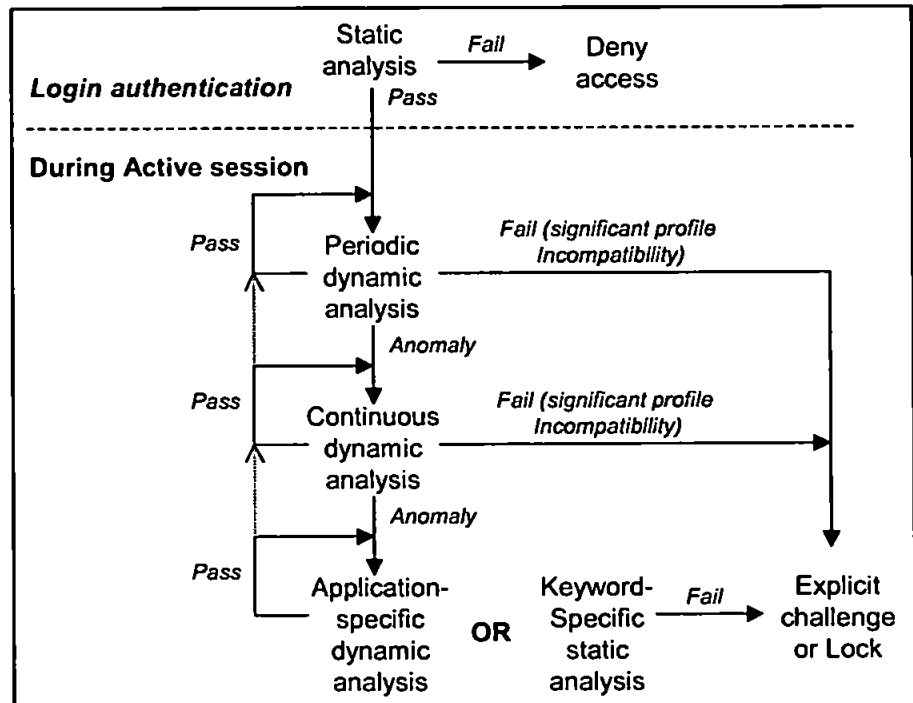 Static
analysis
Fail
Deny
access
Login authentication
Pass
During Active session
Pass
Periodic
dynamic
analysis
Fail (significant profile
Incompatibility)
Anomaly
Pass
Continuous
dynamic
analysis
Fail (significant profile
Incompatibility)
Anomaly
Pass
Application-
specific
dynamic
analysis
OR
Keyword-
Specific
static
analysis
Fail
Explicit
challenge
or Lock